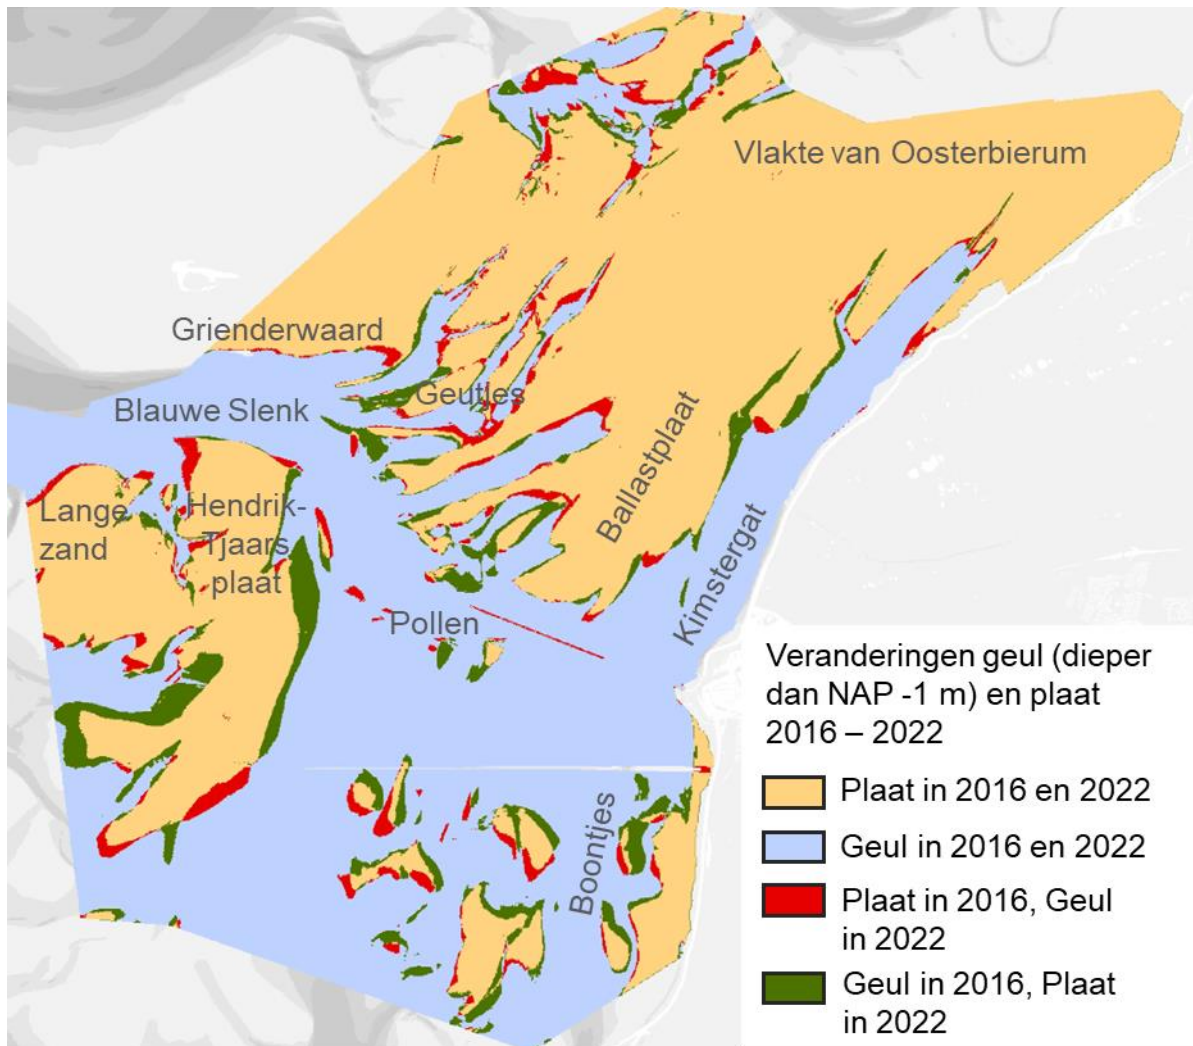 Vlakte van Oosterbierum
Grienderwaard
Geutjes
Blauwe Slenk
Ballastplaat
Lange
zand
Hendrik-
Tjaars
plaat
Kimstergat
Pollen
Boontjes
Veranderingen geul (dieper
dan NAP -1 m) en plaat
2016 – 2022
Plaat in 2016 en 2022
Geul in 2016 en 2022
Plaat in 2016, Geul
in 2022
Geul in 2016, Plaat
in 2022